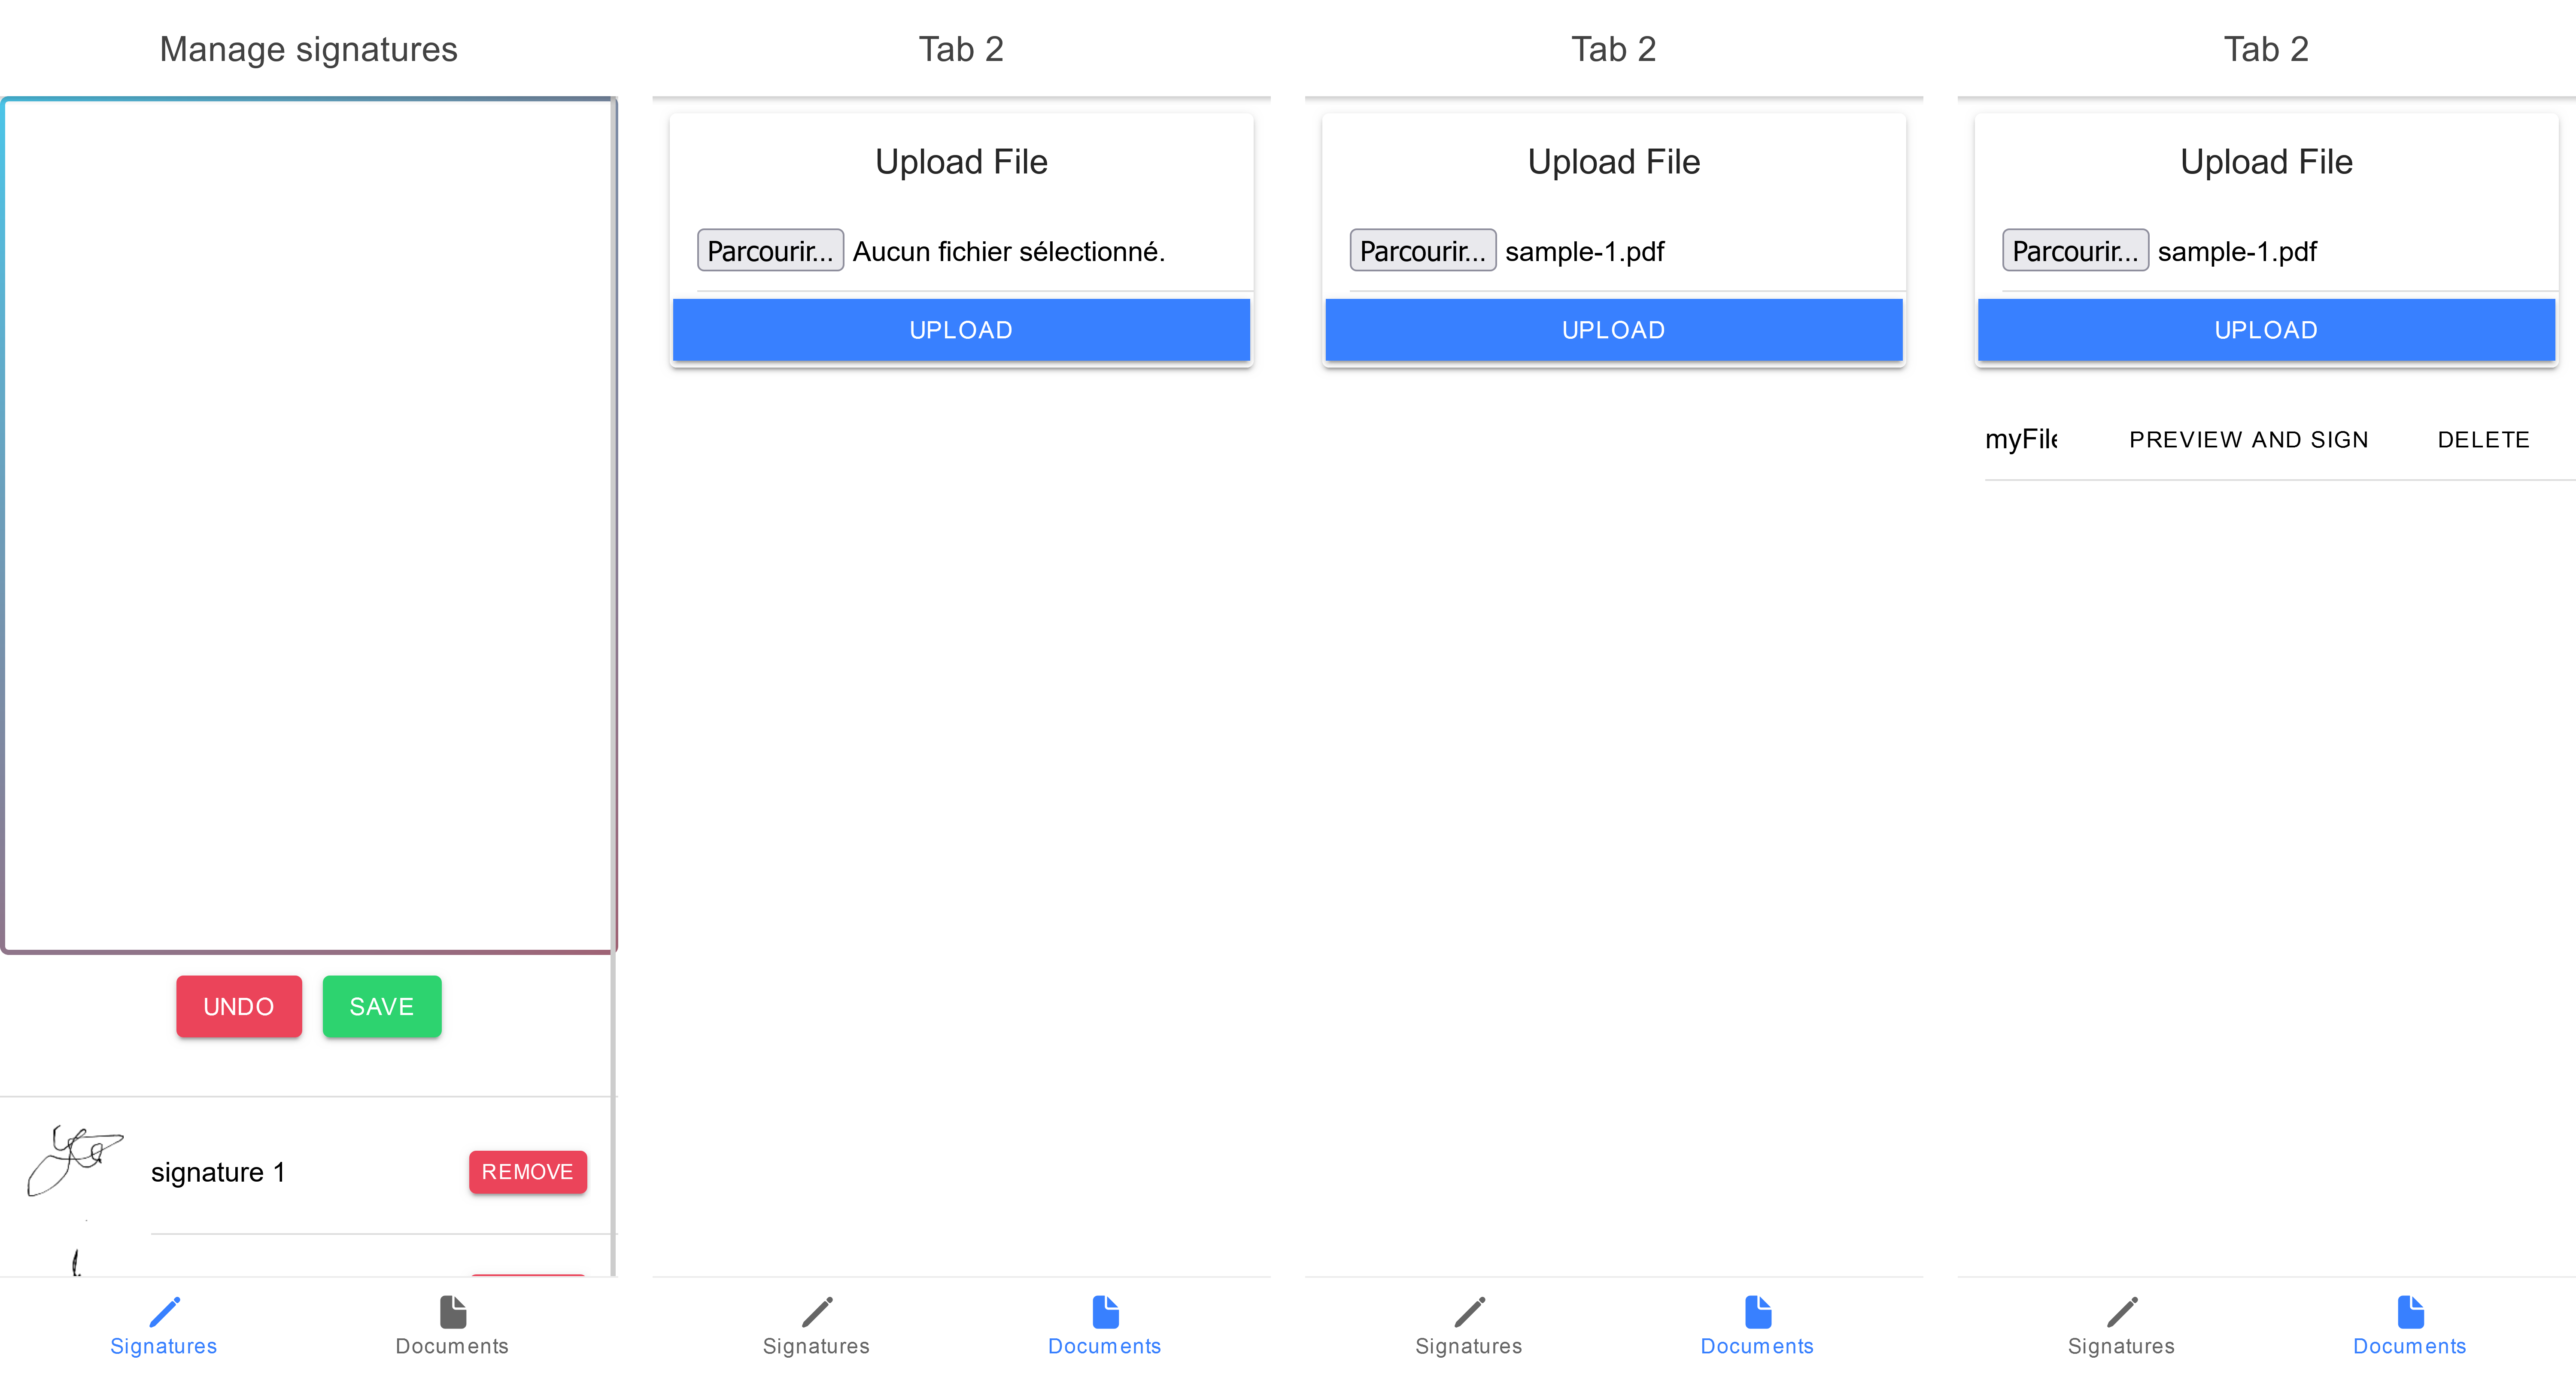 Manage signatures
UNDO
SAVE
signature 1
REMOVE
Signatures
Documents
Tab 2
Upload File
Parcourir... Aucun fichier sélectionné.
UPLOAD
Signatures
Documents
Tab 2
Upload File
Parcourir... sample-1.pdf
UPLOAD
Signatures
Documents
Tab 2
Upload File
Parcourir... sample-1.pdf
UPLOAD
myFile PREVIEW AND SIGN DELETE
Signatures
Documents